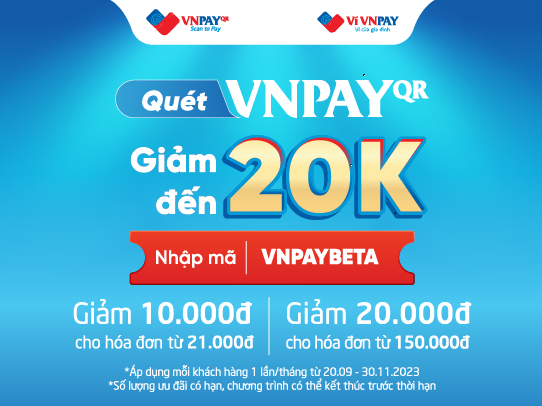 VNPAYQR
Scan to Pay
Ví VNPAY
Ví của gia đình
Quét VNPAYQR
Giảm
đến 20K
Nhập mã | VNPAYBETA
Giảm 10.000đ
cho hóa đơn từ 21.000đ
Giảm 20.000đ
cho hóa đơn từ 150.000đ
*Áp dụng mỗi khách hàng 1 lần/tháng từ 20.09 - 30.11.2023
*Số lượng ưu đãi có hạn, chương trình có thể kết thúc trước thời hạn